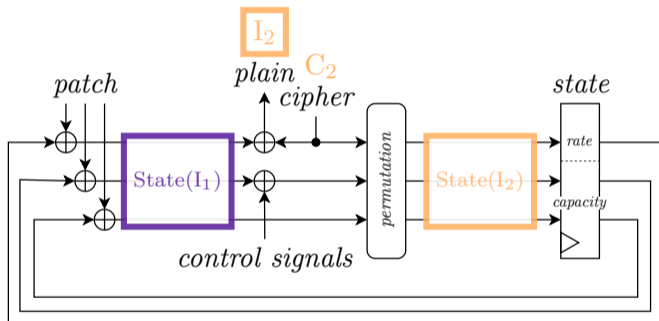 I₂
C₂
patch
plain
cipher
state
State(I₁)
permutation
State(I₂)
rate
capacity
control signals